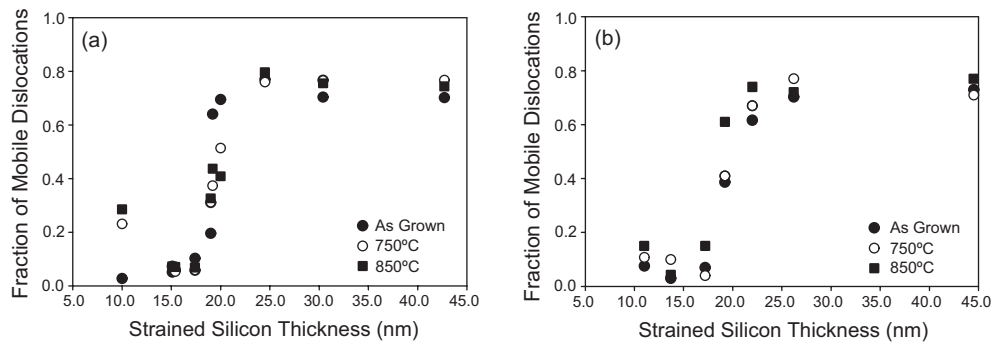 (a)
Fraction of Mobile Dislocations
1.0
0.8
0.6
0.4
0.2
0.0
As Grown
750ºC
850ºC
5.0 10.0 15.0 20.0 25.0 30.0 35.0 40.0 45.0
Strained Silicon Thickness (nm)
(b)
Fraction of Mobile Dislocations
1.0
0.8
0.6
0.4
0.2
0.0
As Grown
750ºC
850ºC
5.0 10.0 15.0 20.0 25.0 30.0 35.0 40.0 45.0
Strained Silicon Thickness (nm)